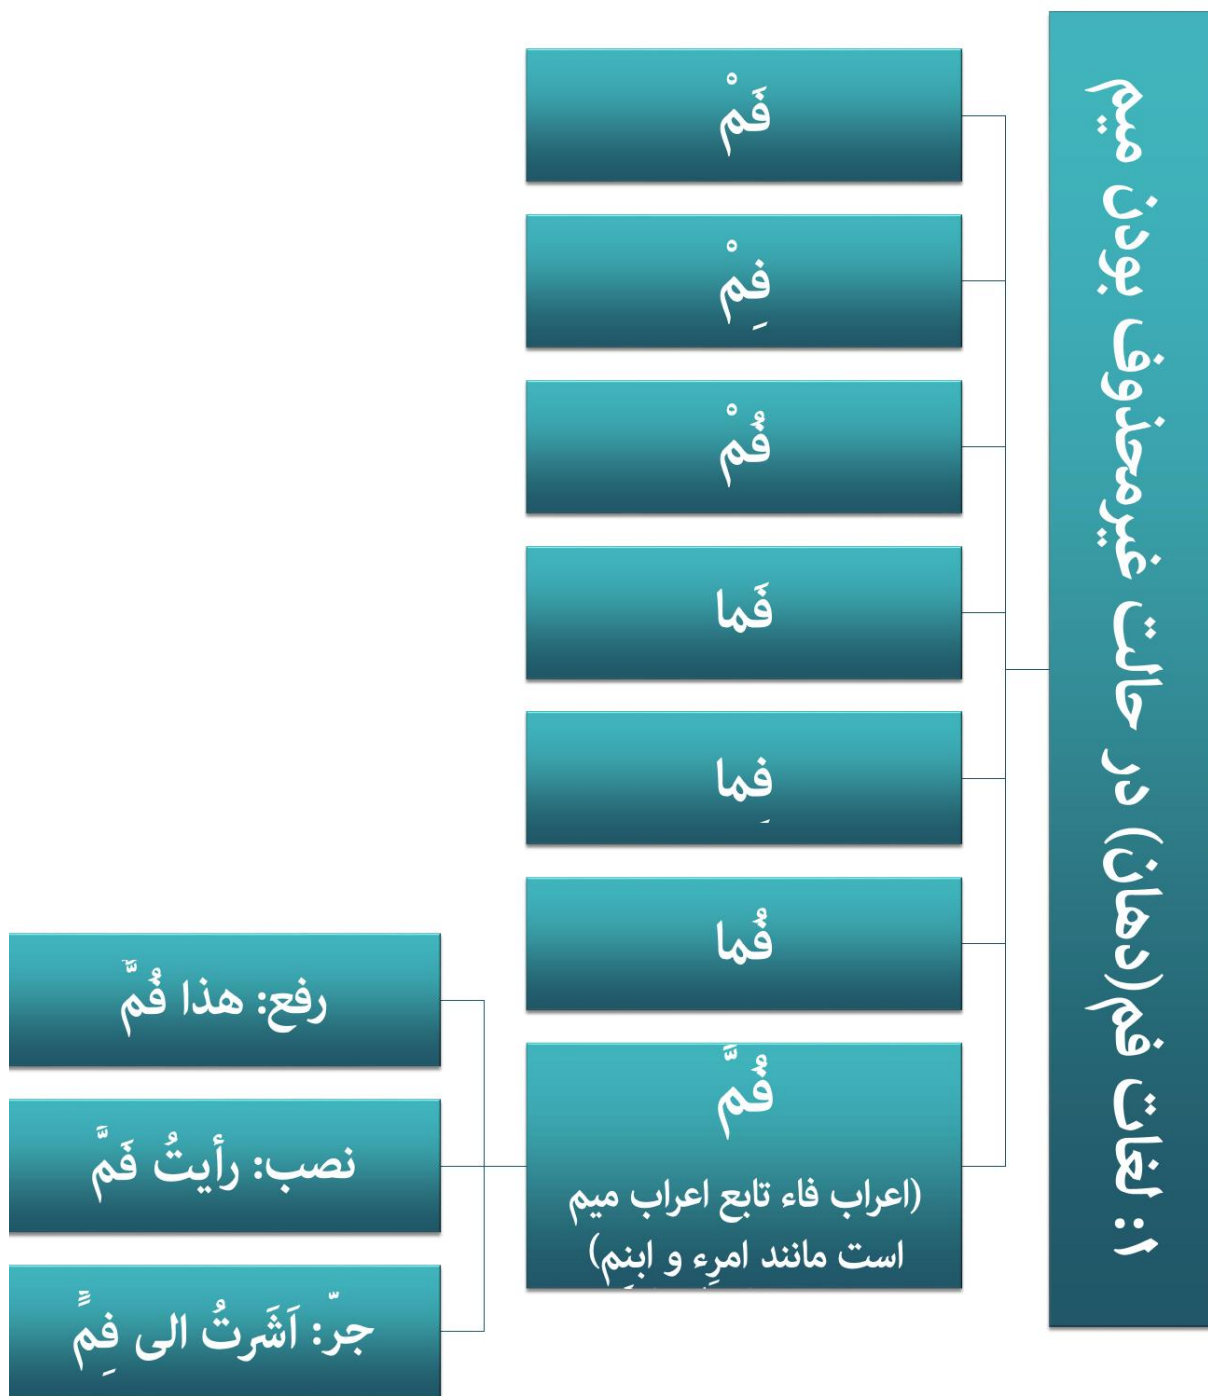 ۱: لغات فم(دهان) در حالت غیرمحذوف بودن میم
فَمْ
فِمْ
فُمْ
فَما
فِما
فُما
فُمَّ
(اعراب فاء تابع اعراب میم
است مانند امرِء و ابنِم)
رفع: هذا فُمَّ
نصب: رأیتُ فَمَّ
جرّ: اَشَرتُ الی فِمًّ